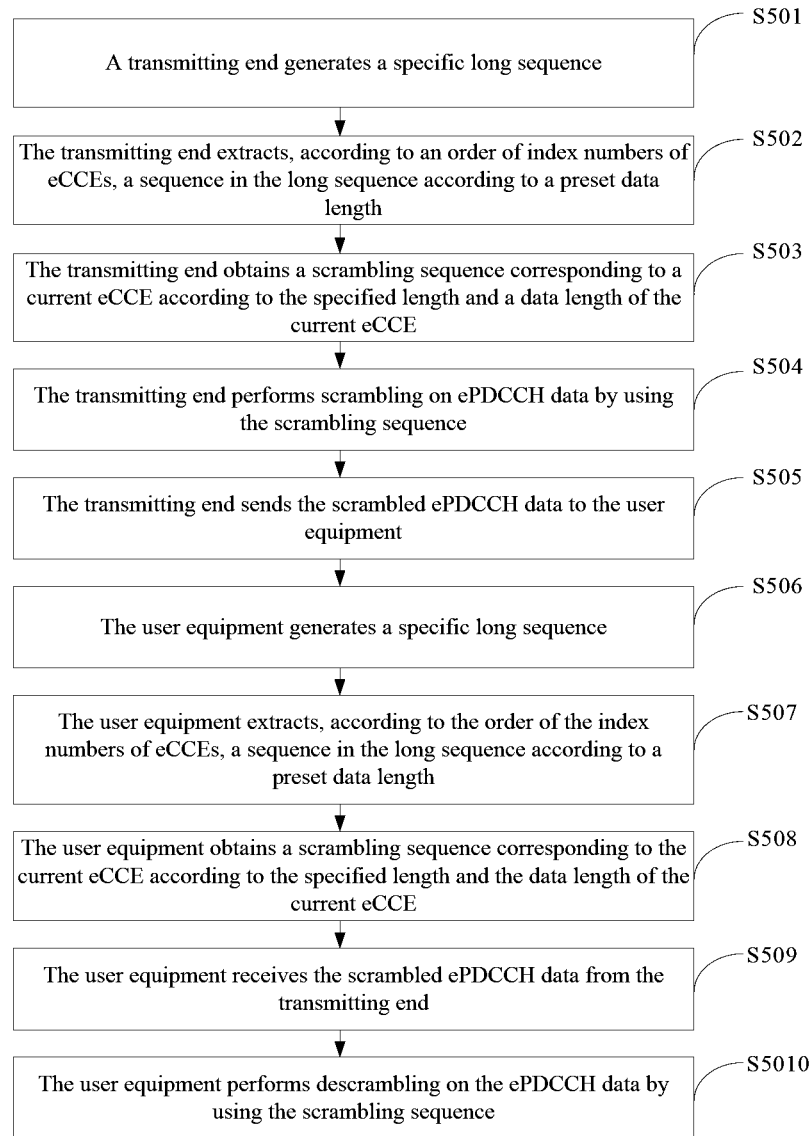 S501
A transmitting end generates a specific long sequence
S502
The transmitting end extracts, according to an order of index numbers of
eCCEs, a sequence in the long sequence according to a preset data
length
S503
The transmitting end obtains a scrambling sequence corresponding to a
current eCCE according to the specified length and a data length of the
current eCCE
S504
The transmitting end performs scrambling on ePDCCH data by using
the scrambling sequence
S505
The transmitting end sends the scrambled ePDCCH data to the user
equipment
S506
The user equipment generates a specific long sequence
S507
The user equipment extracts, according to the order of the index
numbers of eCCEs, a sequence in the long sequence according to a
preset data length
S508
The user equipment obtains a scrambling sequence corresponding to the
current eCCE according to the specified length and the data length of the
current eCCE
S509
The user equipment receives the scrambled ePDCCH data from the
transmitting end
S5010
The user equipment performs descrambling on the ePDCCH data by
using the scrambling sequence